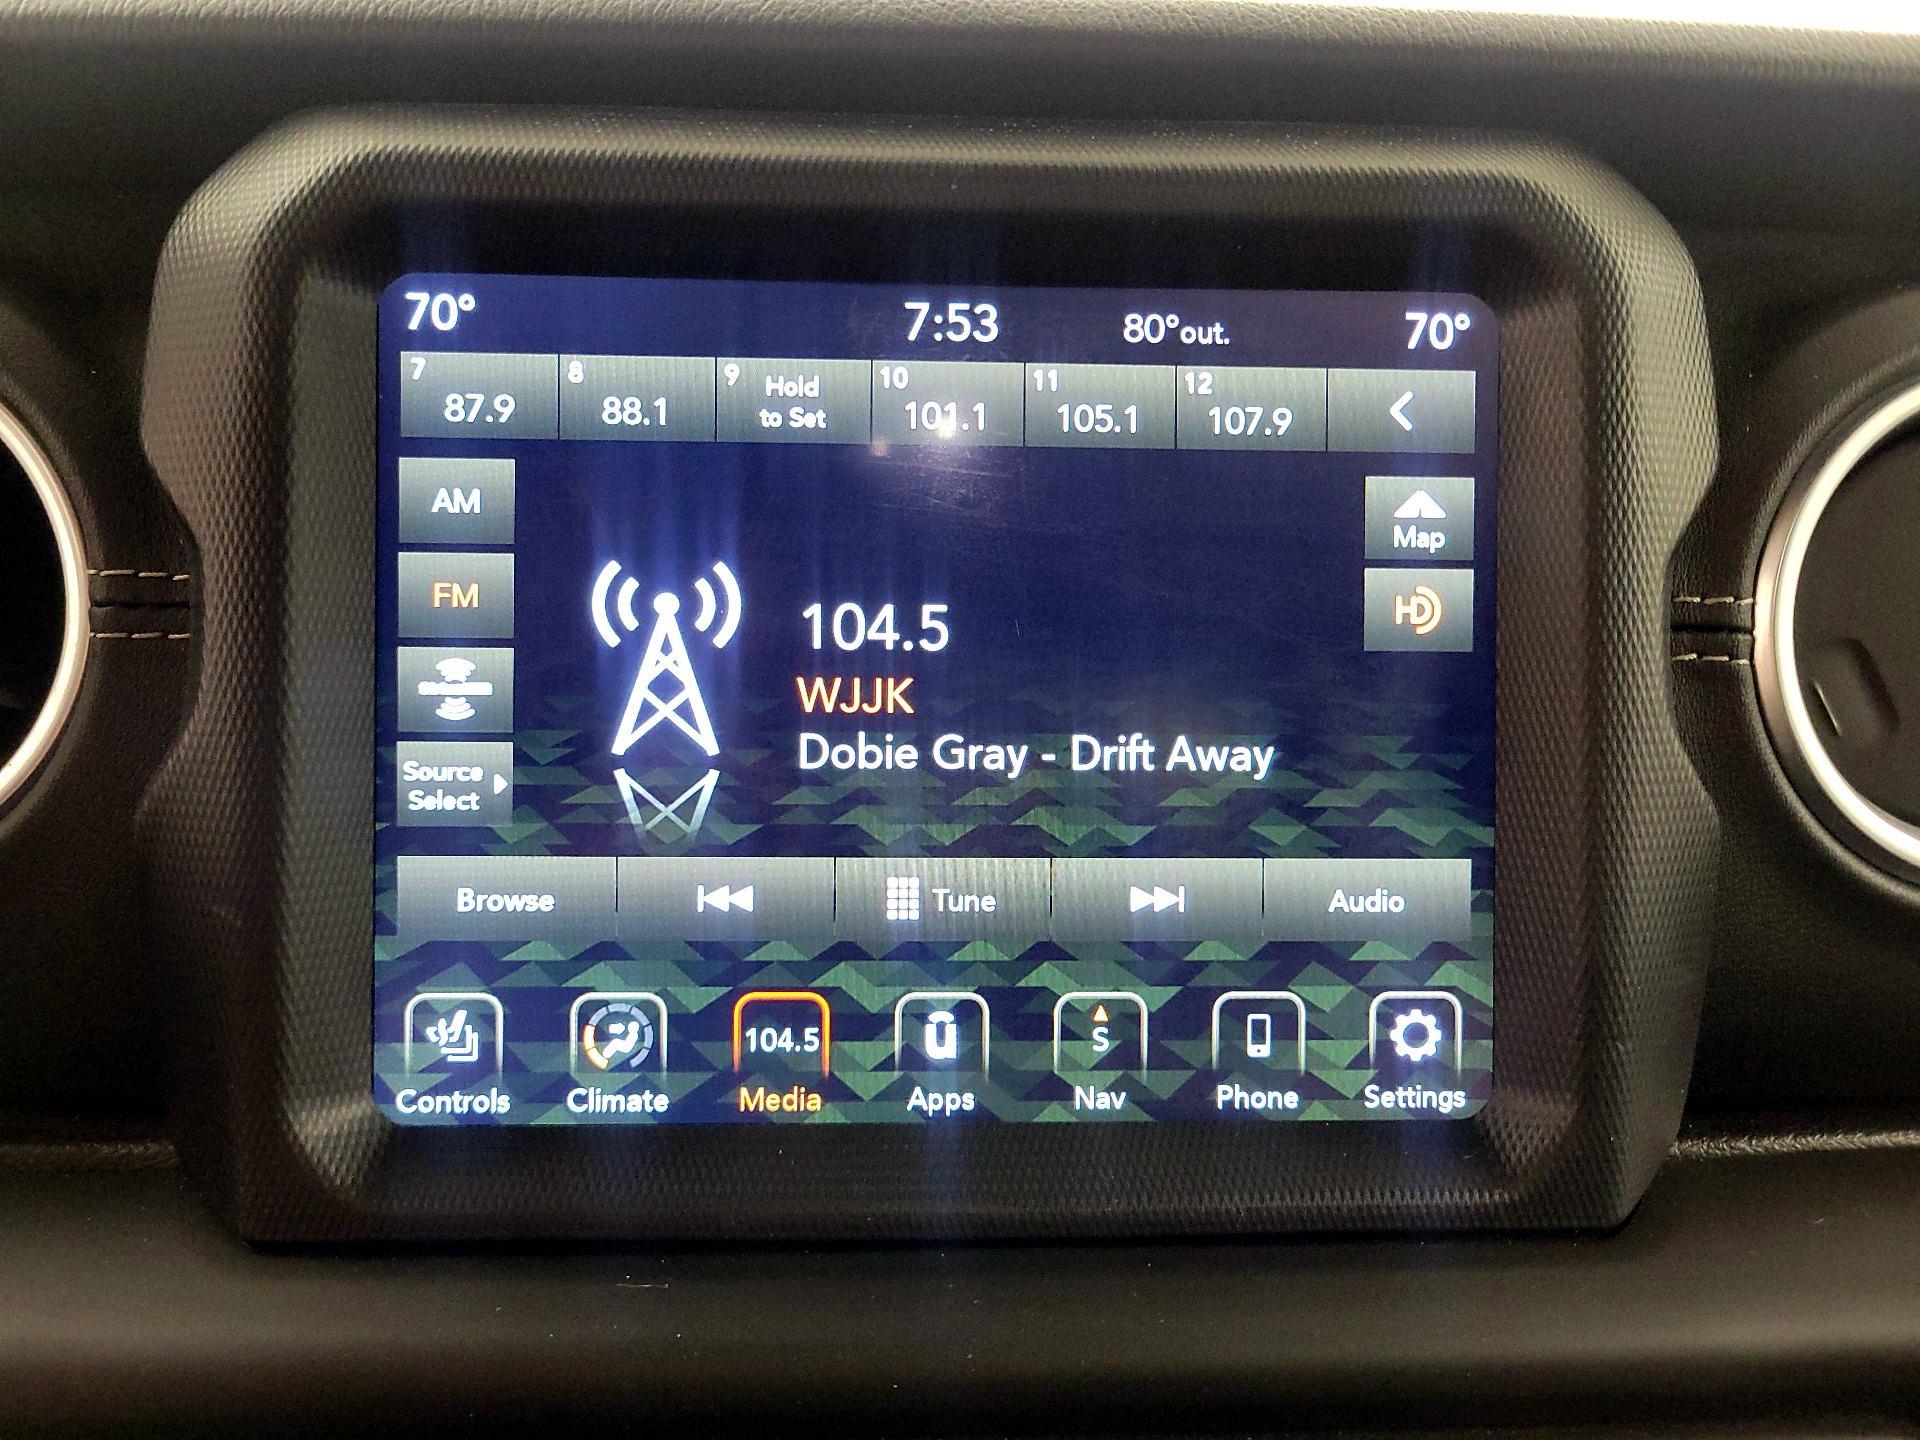 70° 7:53 80°out. 70°
7 8 9 10 11 12
87.9 88.1 Hold to Set 101.1 105.1 107.9
AM
Map
FM
HD
104.5
WJJK
Dobie Gray - Drift Away
Source
Select
Browse Tune Audio
104.5 S
Controls Climate Media Apps Nav Phone Settings